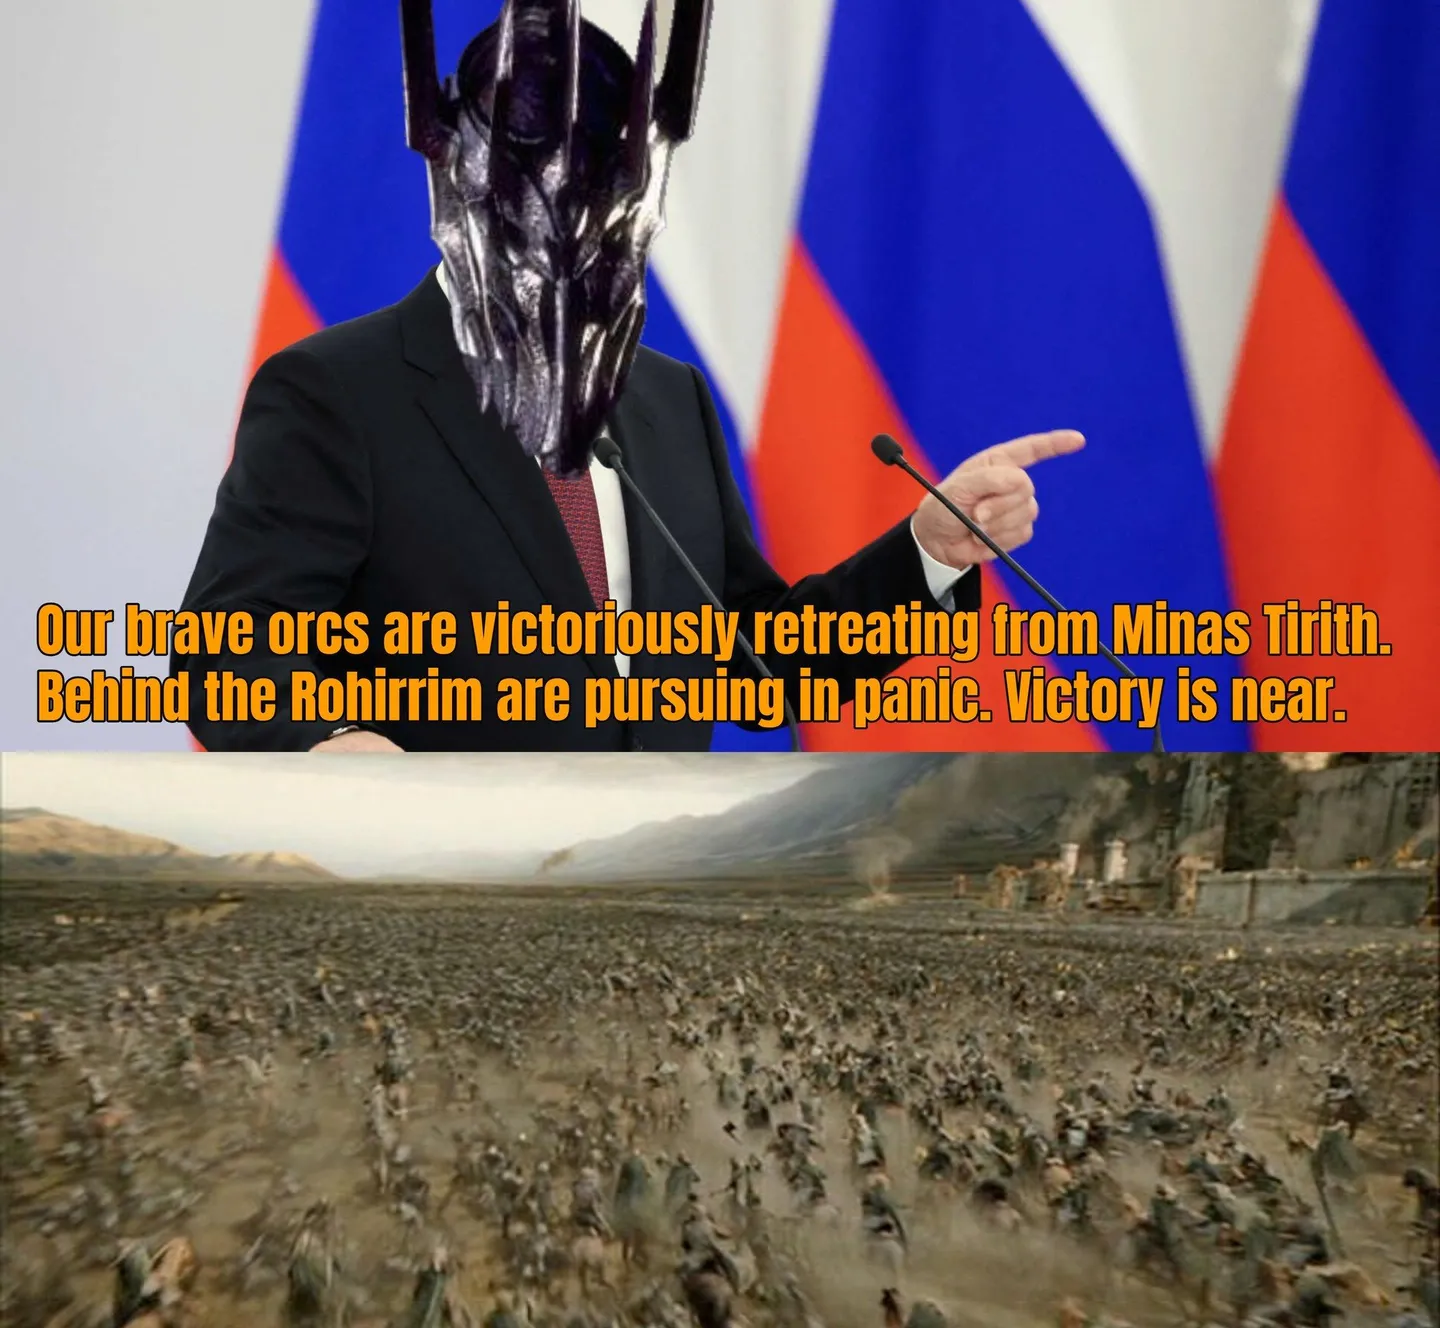 Our brave orcs are victoriously retreating from Minas Tirith.
Behind the Rohirrim are pursuing in panic. Victory is near.